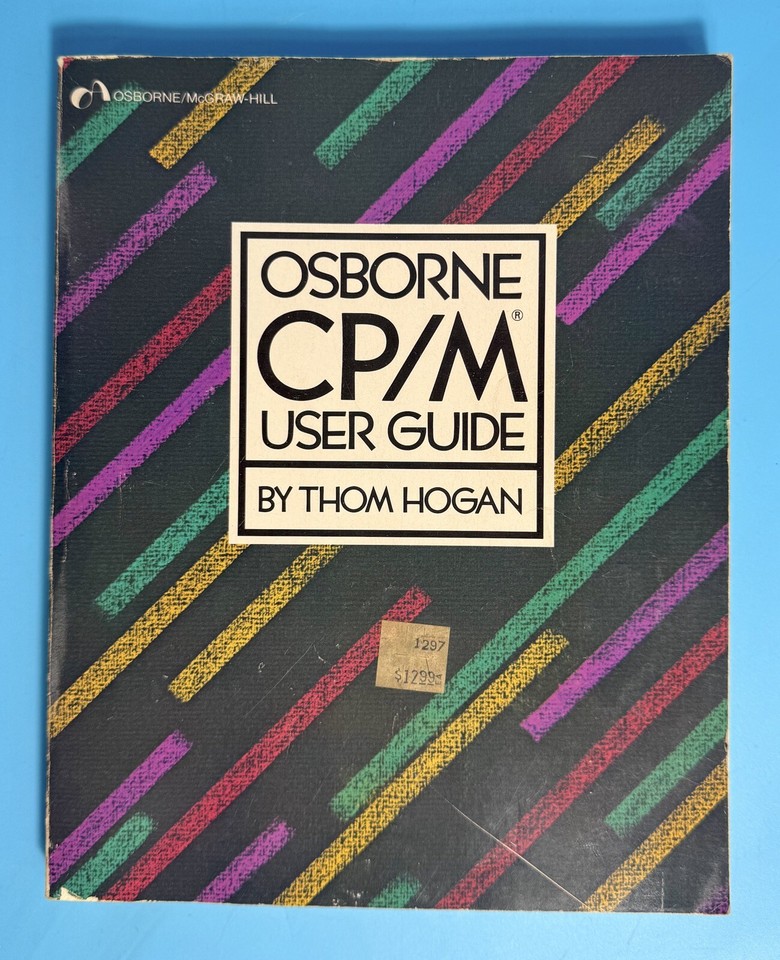 OSBORNE/McGRAW-HILL
OSBORNE
CP/M®
USER GUIDE
BY THOM HOGAN
1297
$1299